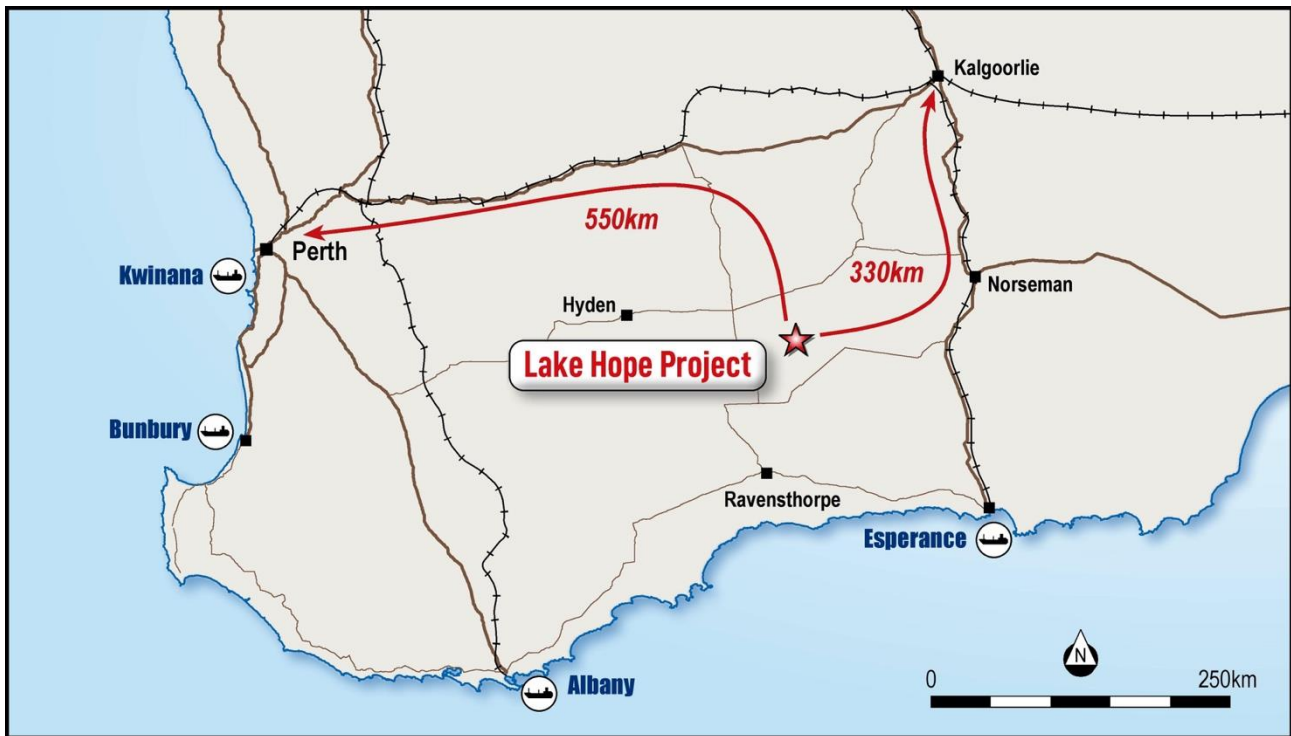 Kalgoorlie
550km
Perth
Kwinana
330km
Norseman
Hyden
Lake Hope Project
Bunbury
Ravensthorpe
Esperance
N
Albany
0 250km